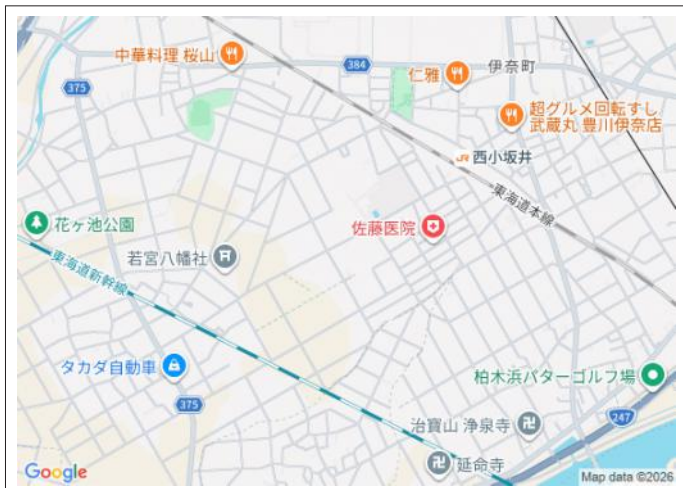 中華料理 桜山
384
仁雅
伊奈町
375
超グルメ回転すし
武蔵丸 豊川伊奈店
JR 西小坂井
東海道本線
花ヶ池公園
佐藤医院
若宮八幡社
東海道新幹線
タカダ自動車
柏木浜パターゴルフ場
375
247
治寶山 浄泉寺
延命寺
Google
Map data ©2026